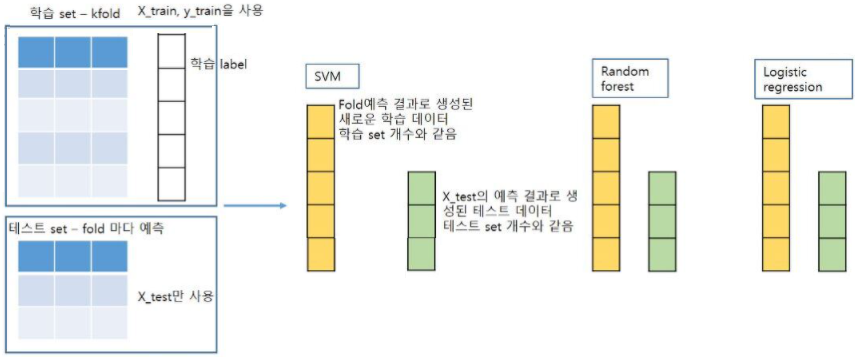 학습 set – kfold
X_train, y_train을 사용
학습 label
테스트 set – fold 마다 예측
X_test만 사용
SVM
Fold예측 결과로 생성된
새로운 학습 데이터
학습 set 개수와 같음
X_test의 예측 결과로 생
성된 테스트 데이터
테스트 set 개수와 같음
Random
forest
Logistic
regression